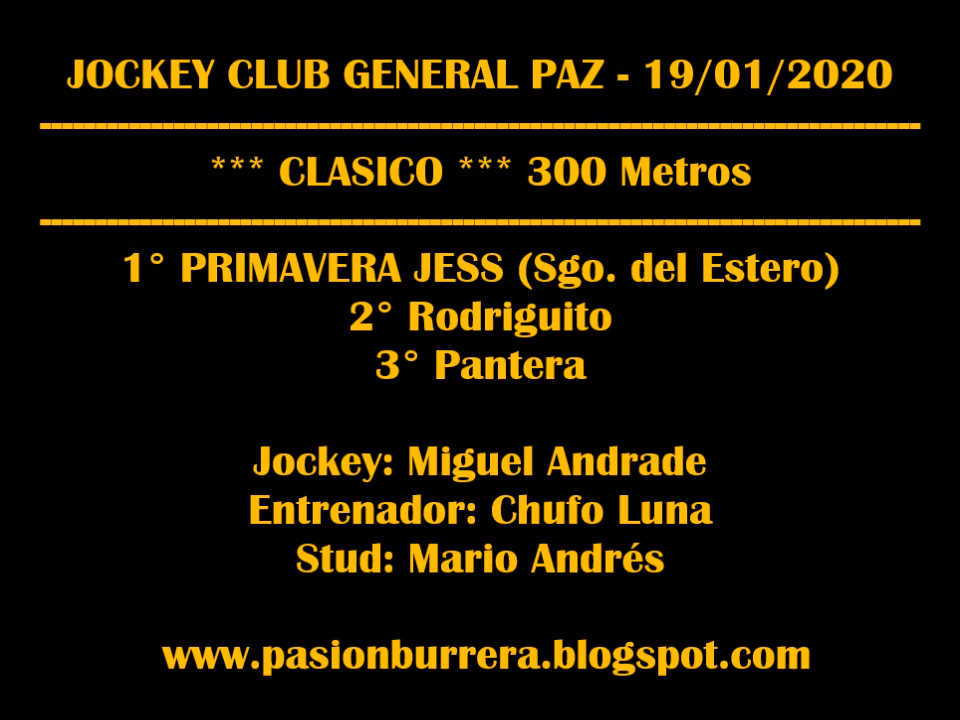 JOCKEY CLUB GENERAL PAZ - 19/01/2020
--------------------------------------------------------------------------------
*** CLASICO *** 300 Metros
--------------------------------------------------------------------------------
1° PRIMAVERA JESS (Sgo. del Estero)
2° Rodriguito
3° Pantera
Jockey: Miguel Andrade
Entrenador: Chufo Luna
Stud: Mario Andrés
www.pasionburrera.blogspot.com